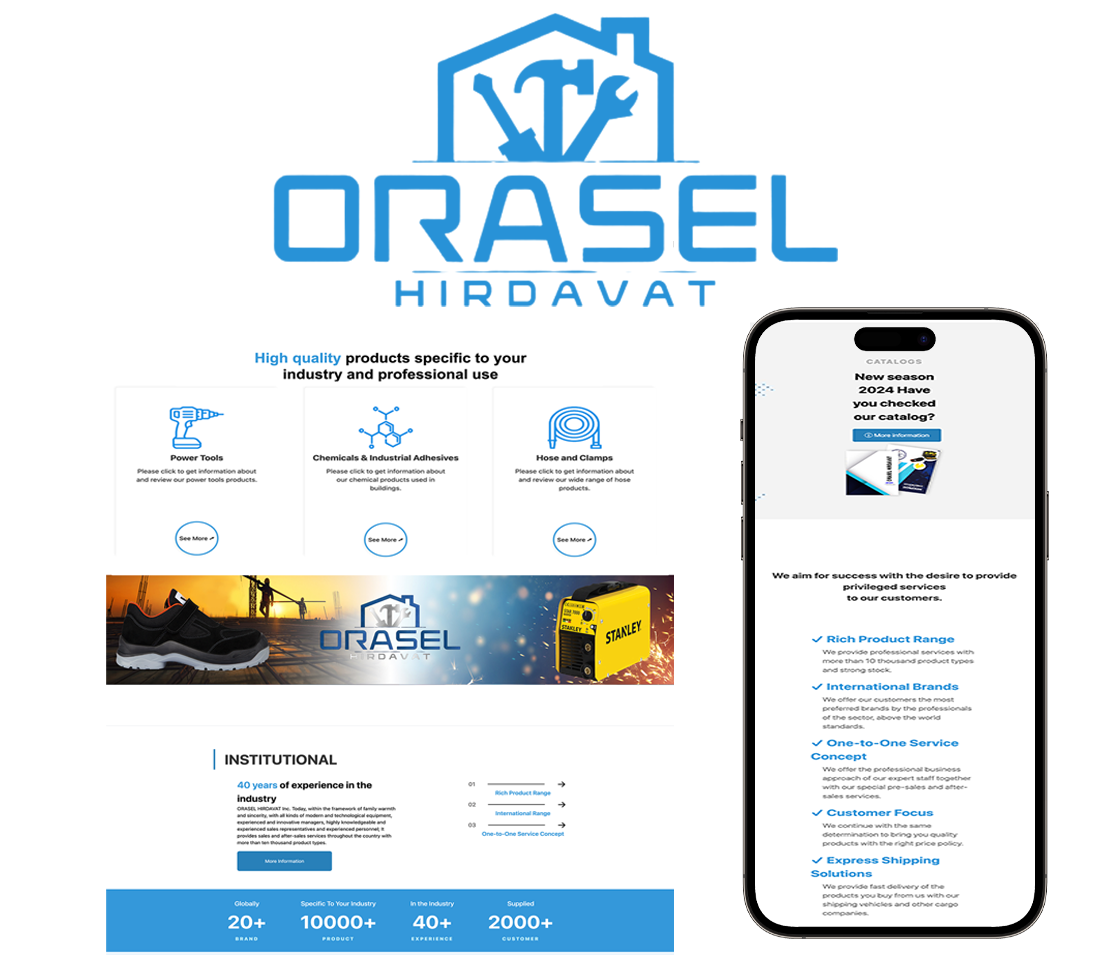 ORASEL
HIRDAVAT
High quality products specific to your
industry and professional use
Power Tools
Please click to get information about
and review our power tools products.
See More
Chemicals & Industrial Adhesives
Please click to get information about
our chemical products used in
buildings.
See More
Hose and Clamps
Please click to get information about
and review our wide range of hose
products.
See More
ORASEL
HIRDAVAT
STANLEY
STANLEY
INSTITUTIONAL
40 years of experience in the
industry
ORASEL HIRDAVAT Inc. Today, within the framework of family warmth
and sincerity, with all kinds of modern and technological equipment,
experienced and innovative managers, highly knowledgeable and
experienced sales representatives and experienced personnel; it
provides sales and after-sales services throughout the country with
more than ten thousand product types.
More Information
01
Rich Product Range
02
International Range
03
One-to-One Service Concept
Globally
20+
BRAND
Specific To Your Industry
10000+
PRODUCT
In the Industry
40+
EXPERIENCE
Supplied
2000+
CUSTOMER
CATALOGS
New season
2024 Have
you checked
our catalog?
More information
We aim for success with the desire to provide
privileged services
to our customers.
Rich Product Range
We provide professional services with
more than 10 thousand product types
and strong stock.
International Brands
We offer our customers the most
preferred brands by the professionals
of the sector, above the world
standards.
One-to-One Service
Concept
We offer the professional business
approach of our expert staff together
with our special pre-sales and after-
sales services.
Customer Focus
We continue with the same
determination to bring you quality
products with the right price policy.
Express Shipping
Solutions
We provide fast delivery of the
products you buy from us with our
shipping vehicles and other cargo
companies.